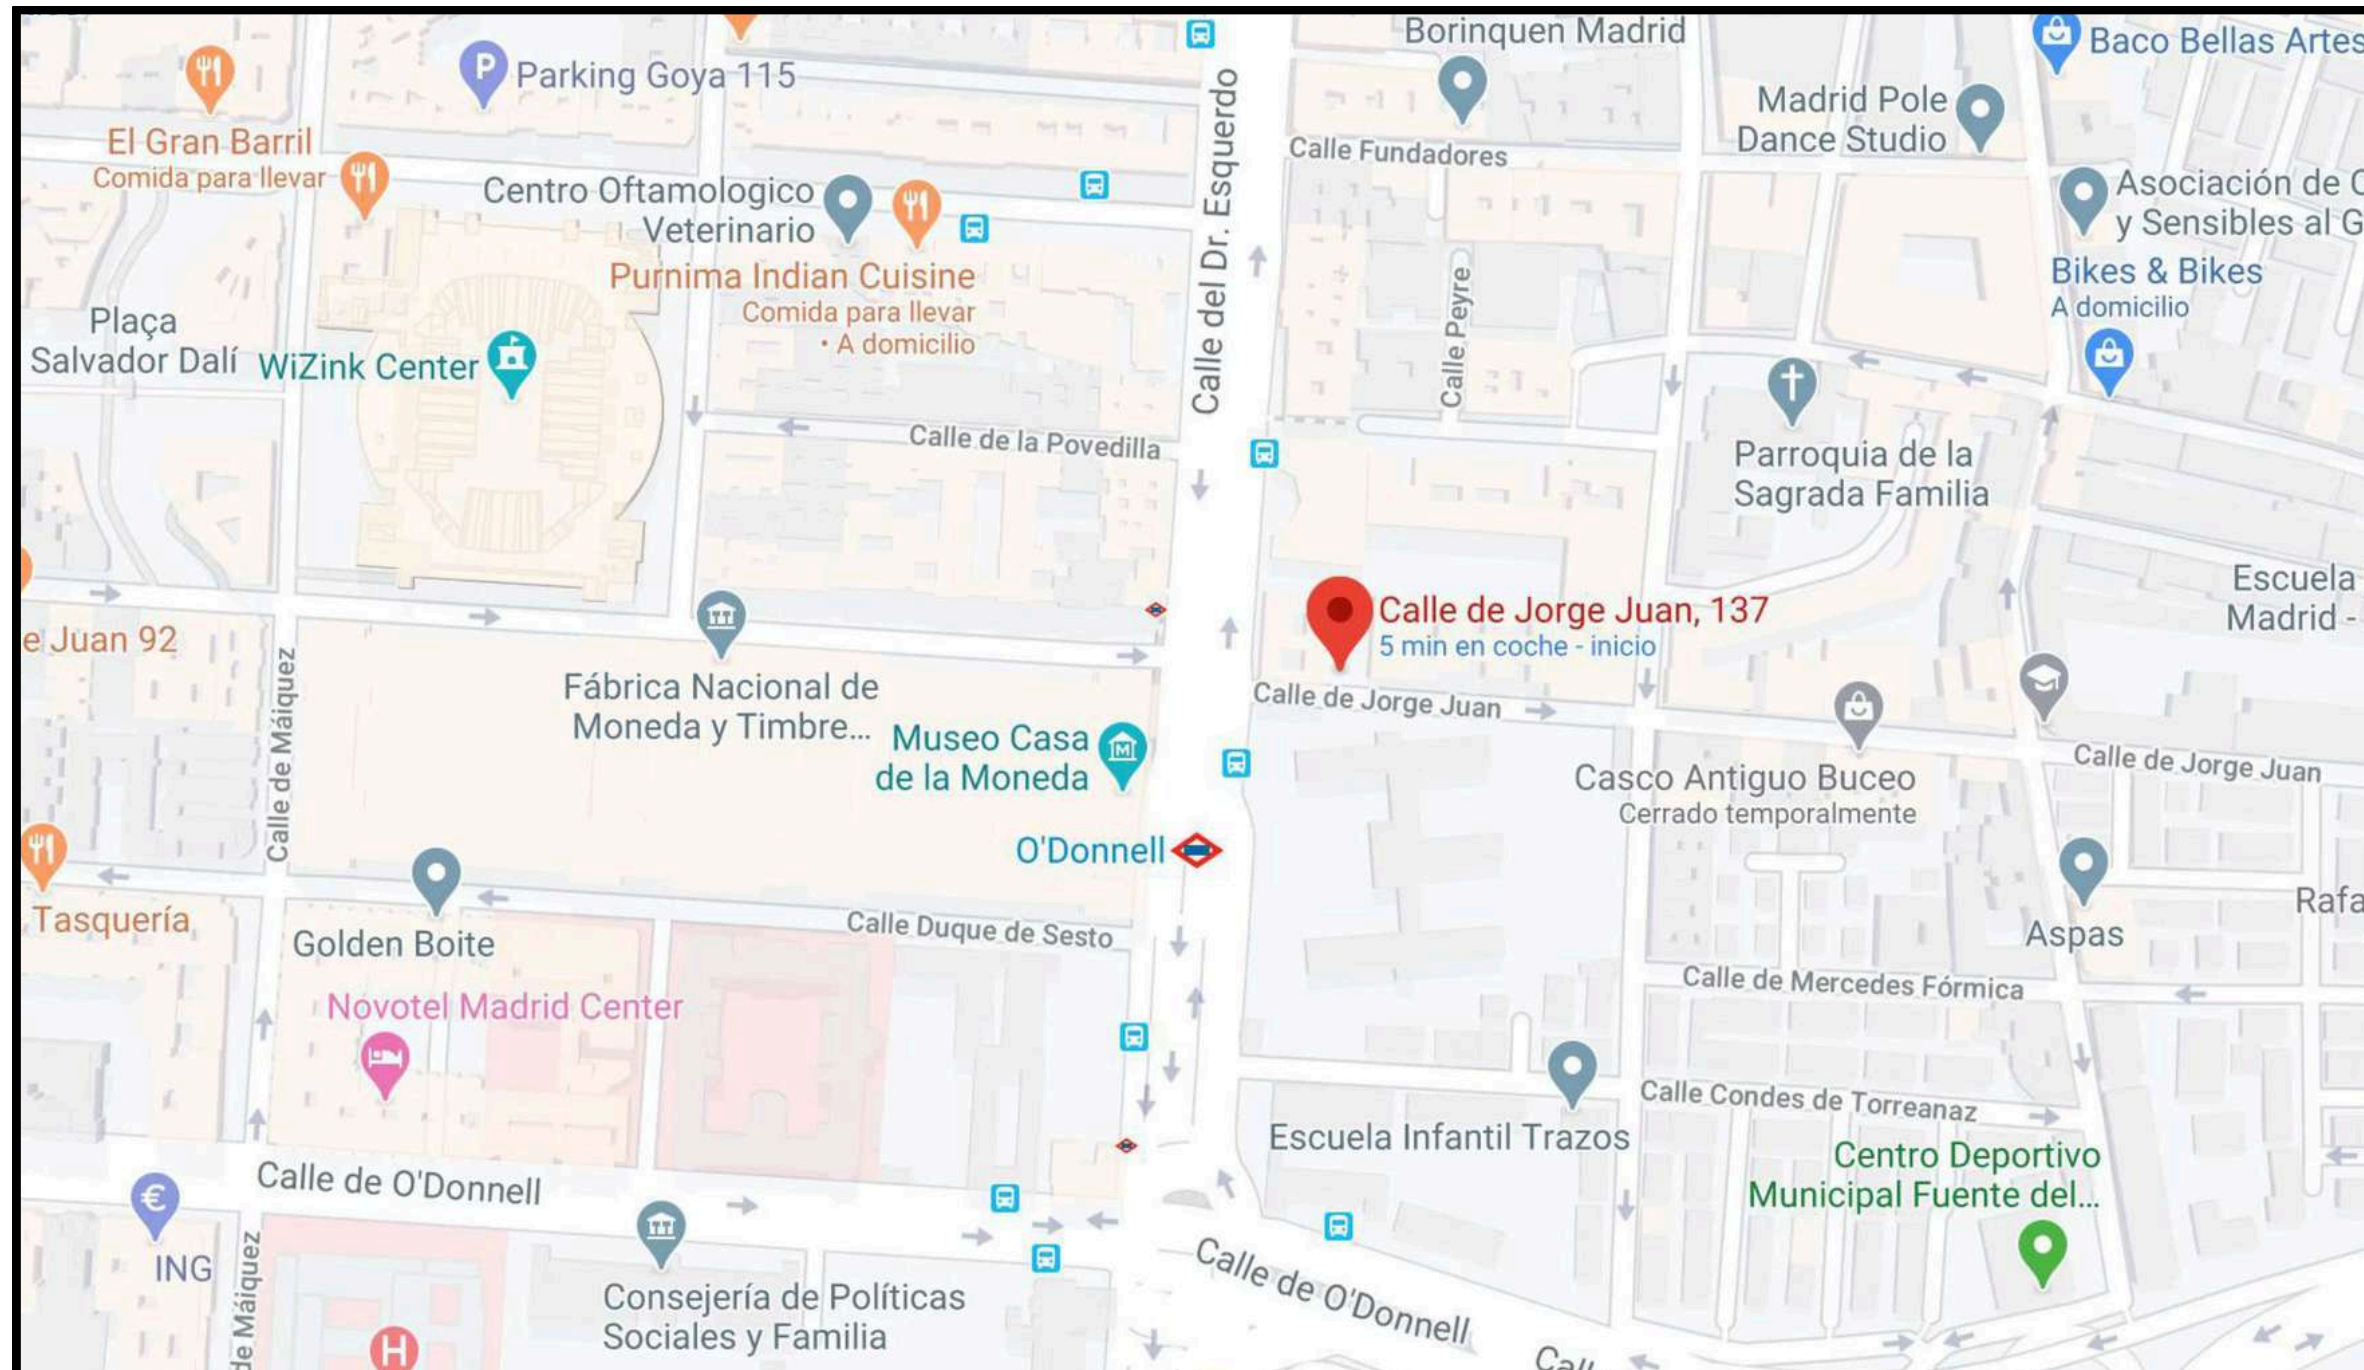 Borinquen Madrid
Baco Bellas Artes
P
Parking Goya 115
Madrid Pole
Dance Studio
El Gran Barril
Comida para llevar
Calle Fundadores
Calle del Dr. Esquerdo
Centro Oftamologico
Veterinario
Asociación de
y Sensibles al
Purnima Indian Cuisine
Comida para llevar
• A domicilio
Calle Peyre
Bikes & Bikes
A domicilio
Plaça
Salvador Dalí
WiZink Center
Calle de la Povedilla
Parroquia de la
Sagrada Familia
Calle de Jorge Juan, 137
5 min en coche - inicio
Escuela
Madrid -
e Juan 92
Calle de Máiquez
Fábrica Nacional de
Moneda y Timbre...
Calle de Jorge Juan
Museo Casa
de la Moneda
M
Calle de Jorge Juan
Casco Antiguo Buceo
Cerrado temporalmente
O'Donnell
Tasquería
Golden Boite
Calle Duque de Sesto
Aspas
Rafa
Calle de Mercedes Fórmica
Novotel Madrid Center
Calle Condes de Torreanaz
Escuela Infantil Trazos
Centro Deportivo
Municipal Fuente del...
Calle de O'Donnell
€
ING
de Máiquez
Consejería de Políticas
Sociales y Familia
H
Calle de O'Donnell